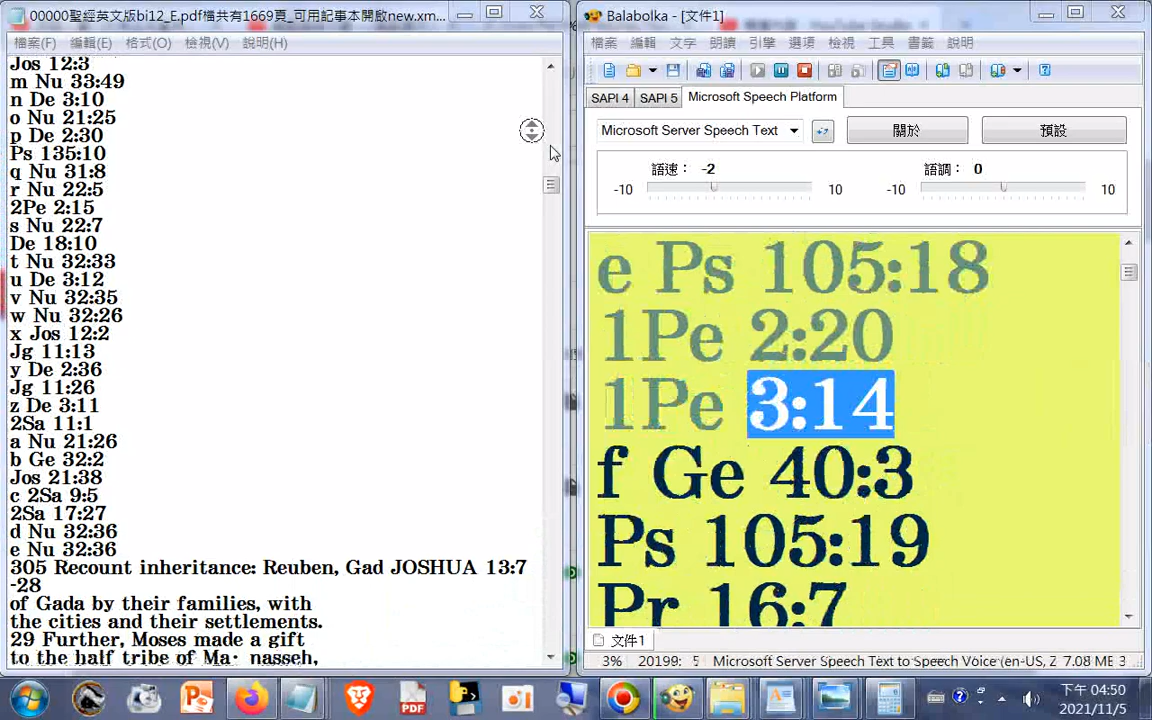 00000聖經英文版bi12_E.pdf檔共有1669頁_可用記事本開啟new.xm...
檔案(F) 編輯(E) 格式(O) 檢視(V) 說明(H)
Jos 12:3
m Nu 33:49
n De 3:10
o Nu 21:25
p De 2:30
Ps 135:10
q Nu 31:8
r Nu 22:5
2Pe 2:15
s Nu 22:7
De 18:10
t Nu 32:33
u De 3:12
v Nu 32:35
w Nu 32:26
x Jos 12:2
Jg 11:13
y De 2:36
Jg 11:26
z De 3:11
2Sa 11:1
a Nu 21:26
b Ge 32:2
Jos 21:38
c 2Sa 9:5
2Sa 17:27
d Nu 32:36
e Nu 32:36
305 Recount inheritance: Reuben, Gad JOSHUA 13:7
-28
of Gada by their families, with
the cities and their settlements.
29 Further, Moses made a gift
to the half tribe of Ma· nasseh,
Balabolka - [文件1]
檔案 編輯 文字 朗讀 引擎 選項 檢視 工具 書籤 說明
SAPI 4 SAPI 5 Microsoft Speech Platform
Microsoft Server Speech Text 關於 預設
語速： -2 語調： 0
-10 10 -10 10
e Ps 105:18
1Pe 2:20
1Pe 3:14
f Ge 40:3
Ps 105:19
Pr 16:7
文件1
3% 20199: 5 Microsoft Server Speech Text to Speech Voice (en-US, Z 7.08 MB 3
PDF
下午 04:50
2021/11/5